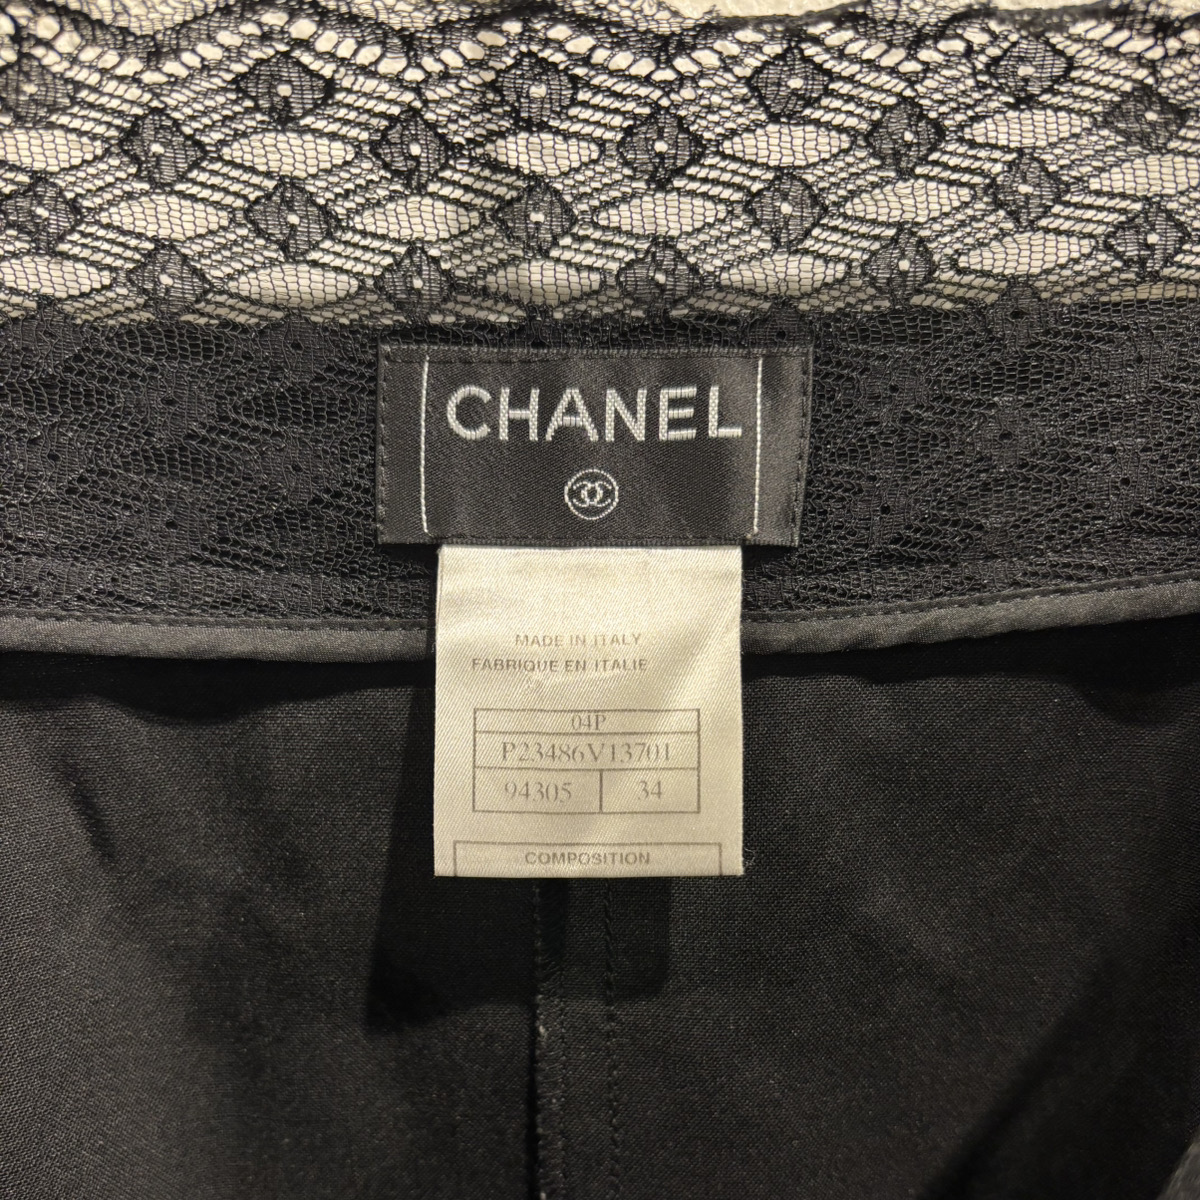 CHANEL
MADE IN ITALY
FABRIQUE EN ITALIE
04P
P23486V13701
94305 34
COMPOSITION